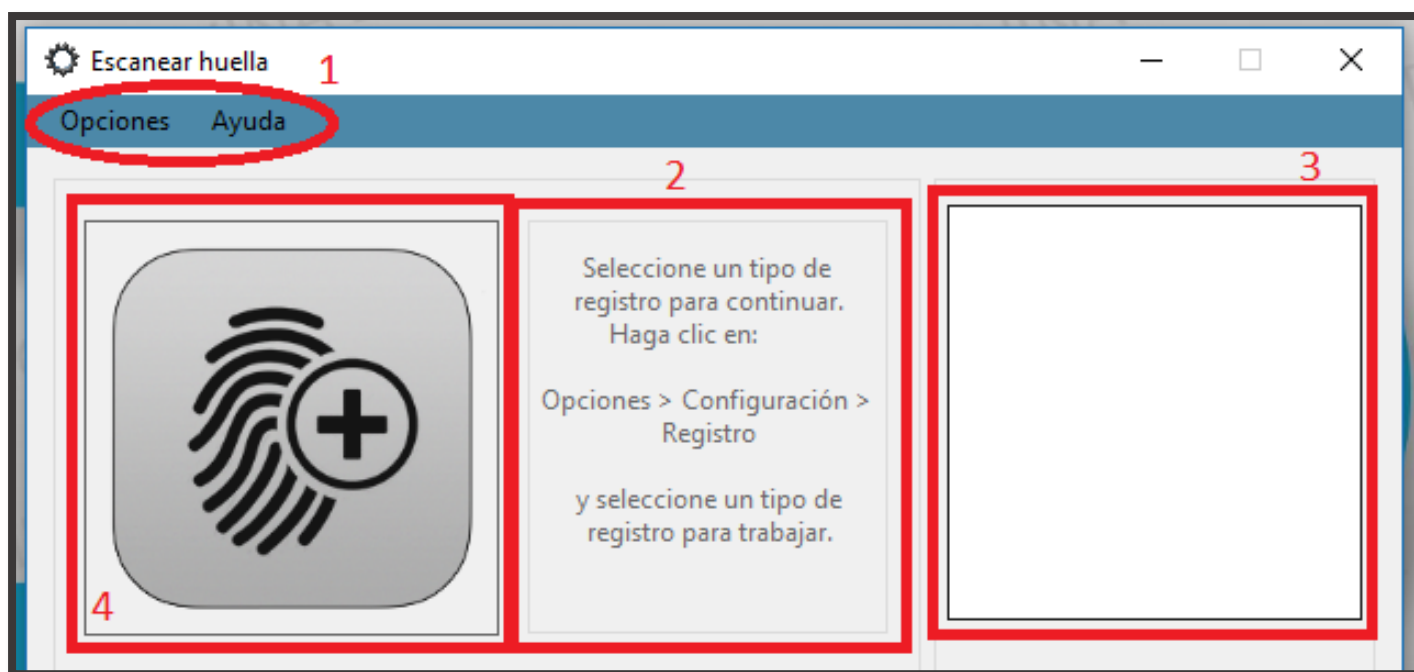 Escanear huella
1
Opciones Ayuda
2
3
Seleccione un tipo de
registro para continuar.
Haga clic en:
Opciones > Configuración >
Registro
y seleccione un tipo de
registro para trabajar.
4